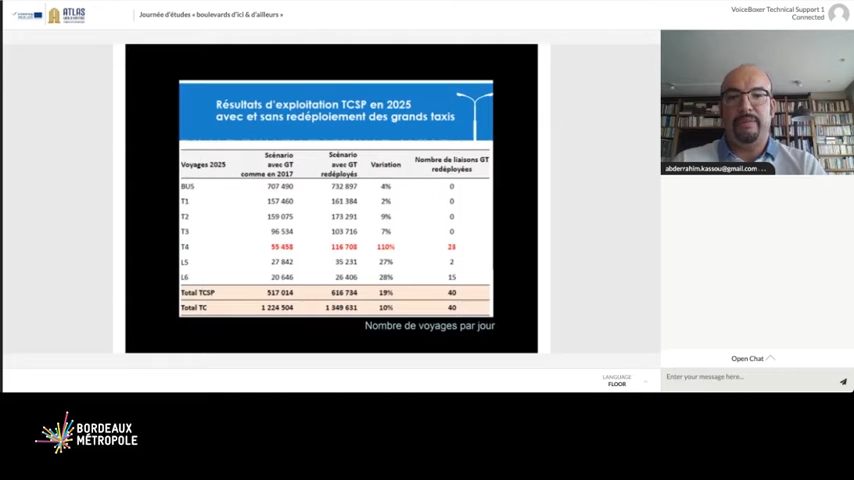 Interreg
ATLAS
Journée d'études « boulevards d'ici & d'ailleurs »
VoiceBoxer Technical Support 1
Connected
Résultats d'exploitation TCSP en 2025
avec et sans redéploiement des grands taxis
Voyages 2025 Scénario avec GT comme en 2017 Scénario avec GT redéployés Variation Nombre de liaisons GT redéployées
BUS 707 490 732 897 4% 0
T1 157 460 161 384 2% 0
T2 159 075 173 291 9% 0
T3 96 534 103 716 7% 0
T4 55 458 116 708 110% 23
L5 27 842 35 231 27% 2
L6 20 646 26 406 28% 15
Total TCSP 517 014 616 734 19% 40
Total TC 1 224 504 1 349 631 10% 40
Nombre de voyages par jour
abderrahim.kassou@gmail.com ...
Open Chat
LANGUAGE
FLOOR
Enter your message here...
BORDEAUX
MÉTROPOLE